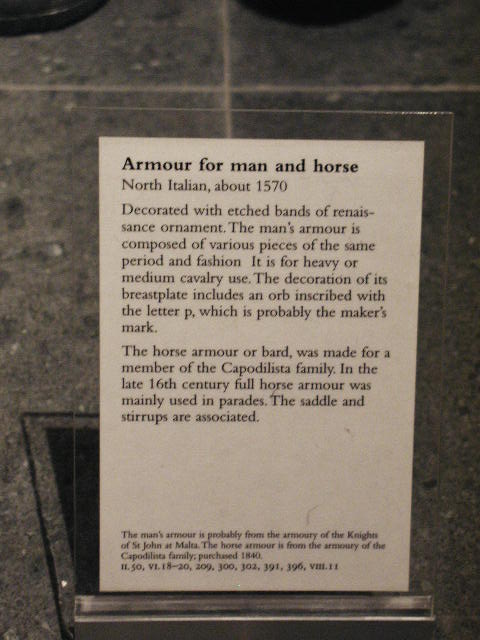 Armour for man and horse
North Italian, about 1570
Decorated with etched bands of renais-
sance ornament. The man's armour is
composed of various pieces of the same
period and fashion  It is for heavy or
medium cavalry use. The decoration of its
breastplate includes an orb inscribed with
the letter p, which is probably the maker's
mark.
The horse armour or bard, was made for a
member of the Capodilista family. In the
late 16th century full horse armour was
mainly used in parades. The saddle and
stirrups are associated.
The man's armour is probably from the armoury of the Knights
of St John at Malta. The horse armour is from the armoury of the
Capodilista family; purchased 1840.
II.50, VI.18–20, 209, 300, 302, 391, 396, VIII.11